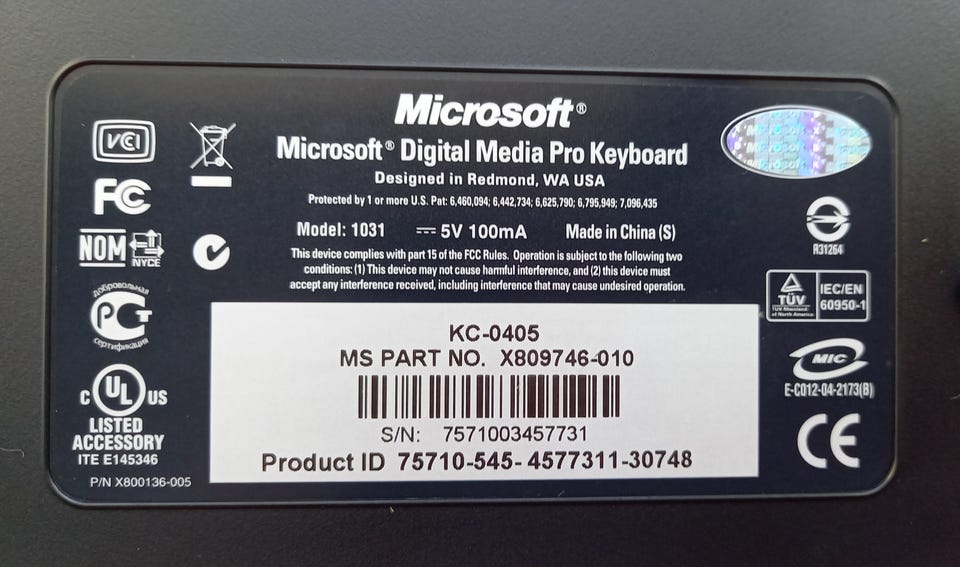 Microsoft®
Microsoft® Digital Media Pro Keyboard
Designed in Redmond, WA USA
Protected by 1 or more U.S. Pat: 6,460,094; 6,442,734; 6,625,790; 6,795,949; 7,096,435
Model: 1031 5V 100mA Made in China (S)
This device complies with part 15 of the FCC Rules. Operation is subject to the following two
conditions: (1) This device may not cause harmful interference, and (2) this device must
accept any interference received, including interference that may cause undesired operation.
VCI
FC
NOM
NYCE
добровольная
РСТ
сертификация
C UL US
LISTED
ACCESSORY
ITE E145346
P/N X800136-005
KC-0405
MS PART NO. X809746-010
S/N: 7571003457731
Product ID 75710-545-4577311-30748
R31264
TÜV
TUV Rheinland
of North America
IEC/EN
60950-1
MIC
E-C012-04-2173(B)
CE